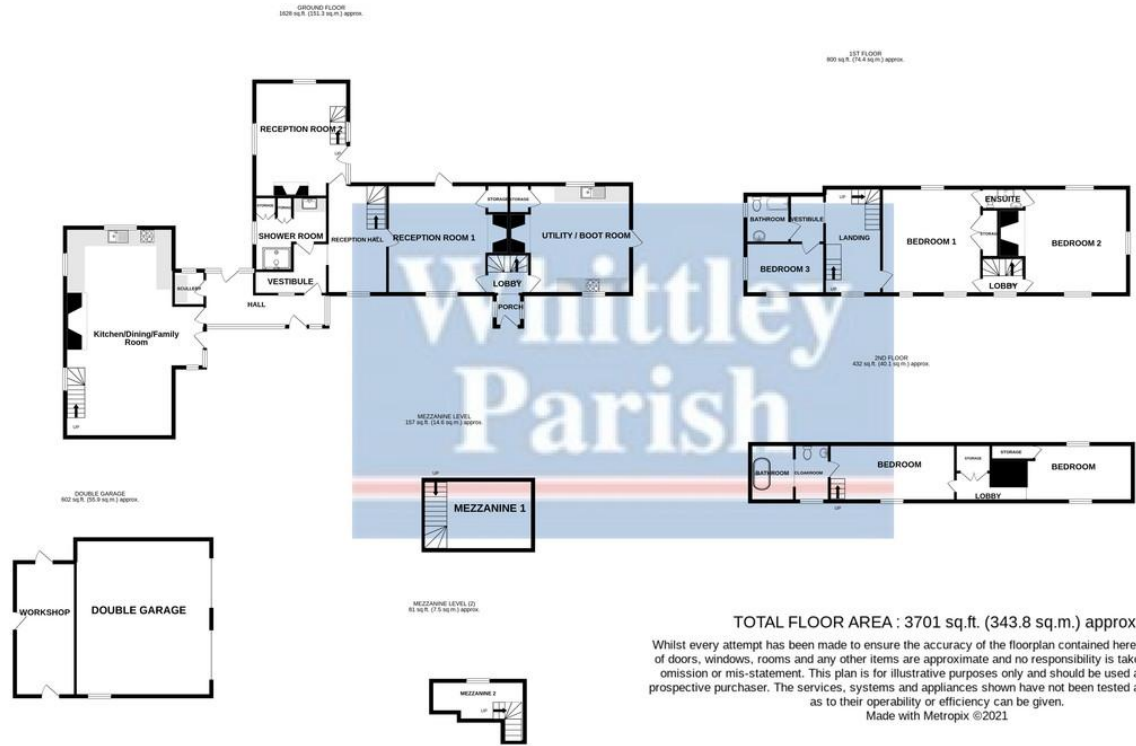 GROUND FLOOR
1628 sq.ft. (151.3 sq.m.) approx.
1ST FLOOR
800 sq.ft. (74.4 sq.m.) approx.
RECEPTION ROOM 2
UP
STORAGE
STORAGE
SHOWER ROOM
VESTIBULE
RECEPTION HALL
RECEPTION ROOM 1
STORAGE
STORAGE
UTILITY / BOOT ROOM
LOBBY
PORCH
SCULLERY
HALL
Kitchen/Dining/Family
Room
UP
BATHROOM
VESTIBULE
UP
LANDING
BEDROOM 3
UP
BEDROOM 1
ENSUITE
STORAGE
BEDROOM 2
LOBBY
Whittley
Parish
2ND FLOOR
432 sq.ft. (40.1 sq.m.) approx.
BATHROOM
CLOAKROOM
BEDROOM
STORAGE
STORAGE
BEDROOM
LOBBY
UP
MEZZANINE LEVEL
157 sq.ft. (14.6 sq.m.) approx.
UP
MEZZANINE 1
DOUBLE GARAGE
602 sq.ft. (55.9 sq.m.) approx.
WORKSHOP
DOUBLE GARAGE
MEZZANINE LEVEL (2)
81 sq.ft. (7.5 sq.m.) approx.
MEZZANINE 2
UP
TOTAL FLOOR AREA : 3701 sq.ft. (343.8 sq.m.) approx
Whilst every attempt has been made to ensure the accuracy of the floorplan contained here
of doors, windows, rooms and any other items are approximate and no responsibility is take
omission or mis-statement. This plan is for illustrative purposes only and should be used a
prospective purchaser. The services, systems and appliances shown have not been tested a
as to their operability or efficiency can be given.
Made with Metropix ©2021